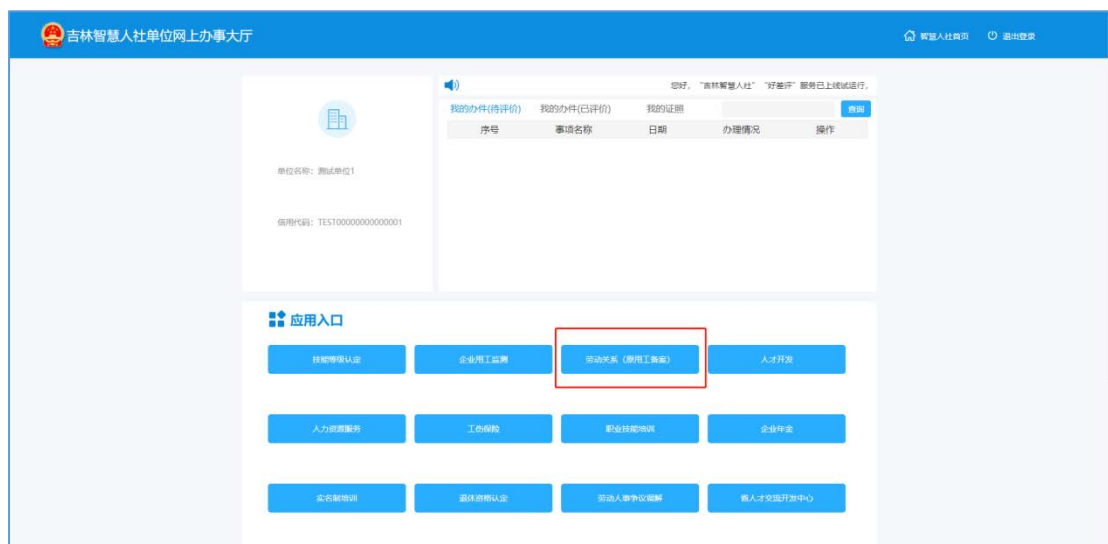 吉林智慧人社单位网上办事大厅
智慧人社首页 退出登录
您好，“吉林智慧人社”“好差评”服务已上线试运行，
我的办件(待评价) 我的办件(已评价) 我的证照 查询
序号 事项名称 日期 办理情况 操作
单位名称：测试单位1
信用代码：TEST00000000000001
应用入口
技能等级认定 企业用工监测 劳动关系（原用工备案） 人才开发
人力资源服务 工伤保险 职业技能培训 企业年金
实名制培训 退休资格认定 劳动人事争议调解 省人才交流开发中心